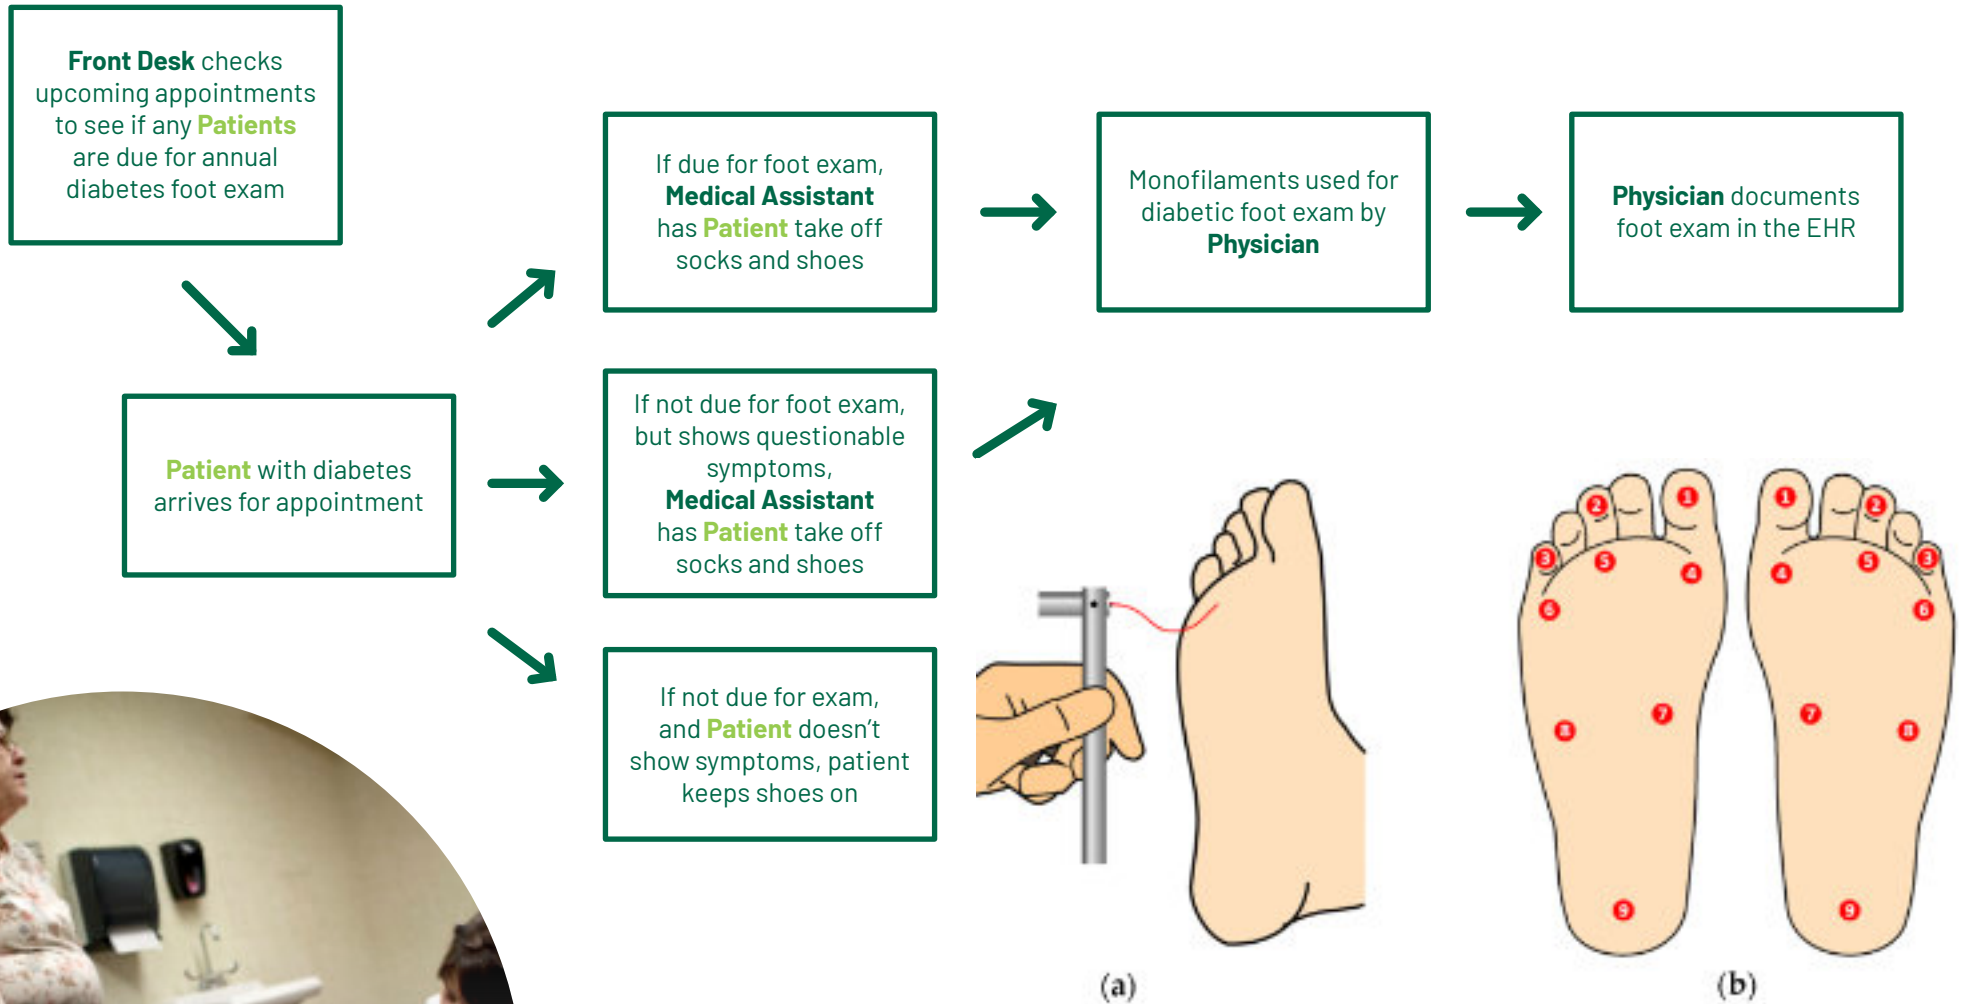 Front Desk checks
upcoming appointments
to see if any Patients
are due for annual
diabetes foot exam
Patient with diabetes
arrives for appointment
If due for foot exam,
Medical Assistant
has Patient take off
socks and shoes
If not due for foot exam,
but shows questionable
symptoms,
Medical Assistant
has Patient take off
socks and shoes
If not due for exam,
and Patient doesn't
show symptoms, patient
keeps shoes on
Monofilaments used for
diabetic foot exam by
Physician
Physician documents
foot exam in the EHR
(a)
2 1 1 2
3 5 4 4 5 3
6 6
8 7 7 8
9 9
(b)